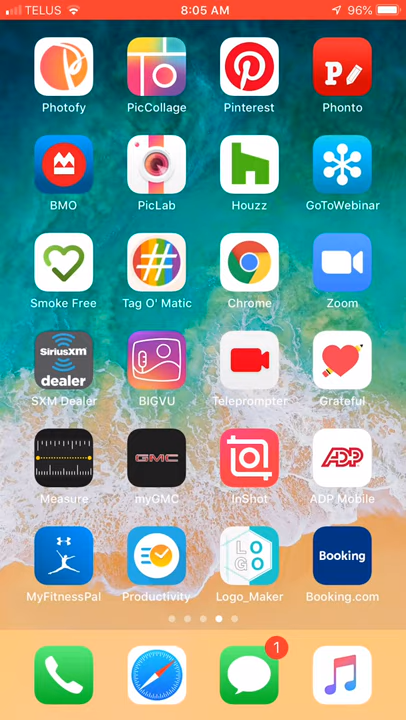 TELUS 8:05 AM 96%
Photofy PicCollage Pinterest Phonto
BMO PicLab Houzz GoToWebinar
Smoke Free Tag O' Matic Chrome Zoom
SiriusXM
dealer
SXM Dealer BIGVU Teleprompter Grateful
GMC ADP
Measure myGMC InShot ADP Mobile
LO
GO
Booking
MyFitnessPal Productivity Logo_Maker Booking.com
1